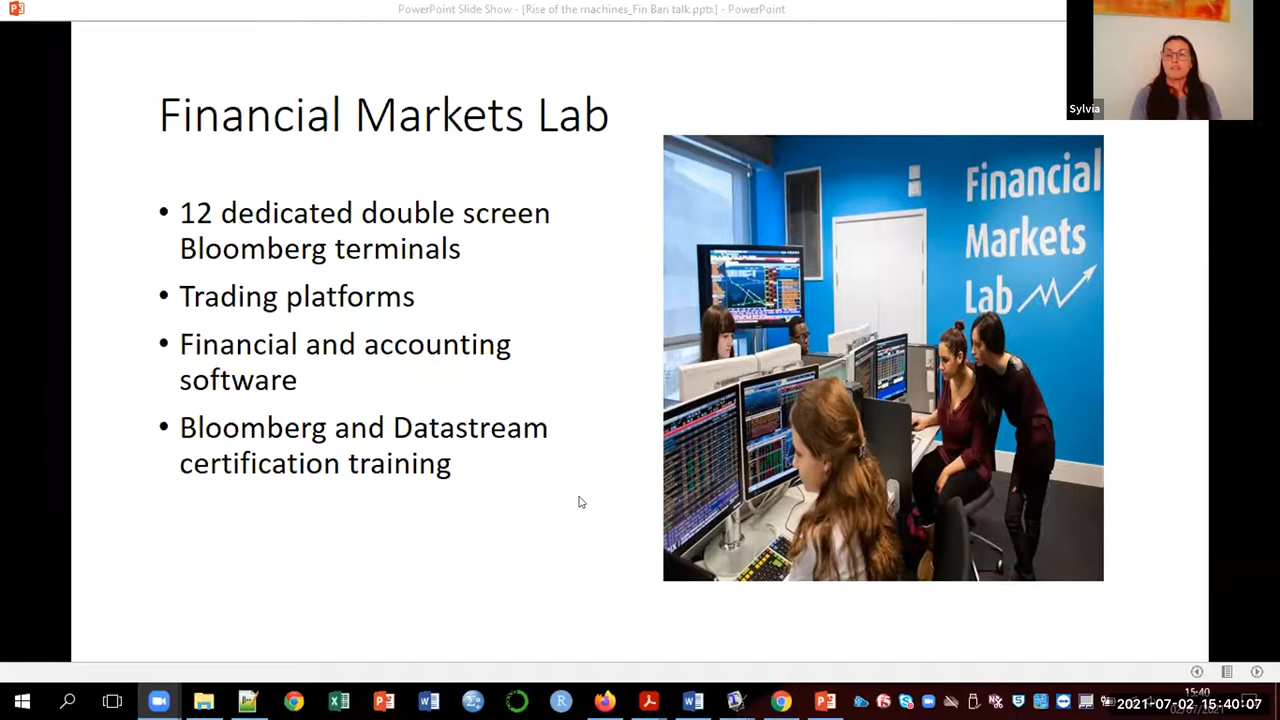 PowerPoint Slide Show - [Rise of the machines_Fin Ban talk.pptx] - PowerPoint
Sylvia
Financial Markets Lab
• 12 dedicated double screen
Bloomberg terminals
• Trading platforms
• Financial and accounting
software
• Bloomberg and Datastream
certification training
Financial
Markets
Lab
15:40
2021-07-02 15:40:07